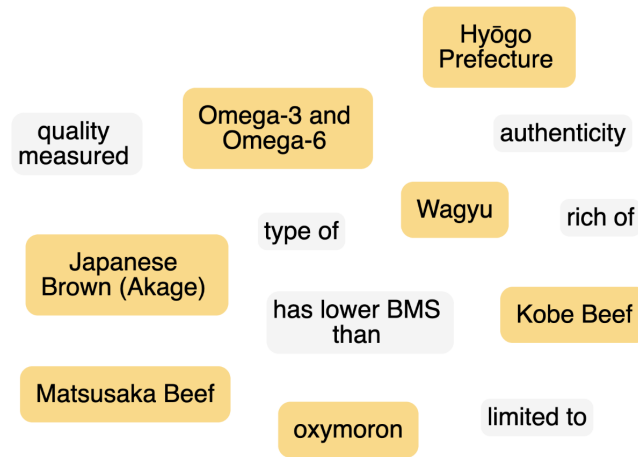 Hyōgo
Prefecture
Omega-3 and
Omega-6
quality
measured
authenticity
Wagyu
rich of
type of
Japanese
Brown (Akage)
has lower BMS
than
Kobe Beef
Matsusaka Beef
oxymoron
limited to